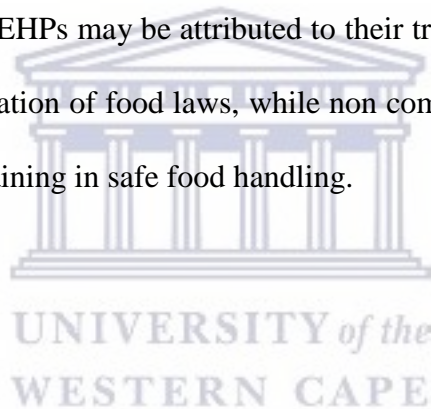 EHPs may be attributed to their tr
ation of food laws, while non com
ining in safe food handling.
UNIVERSITY of the
WESTERN CAPE